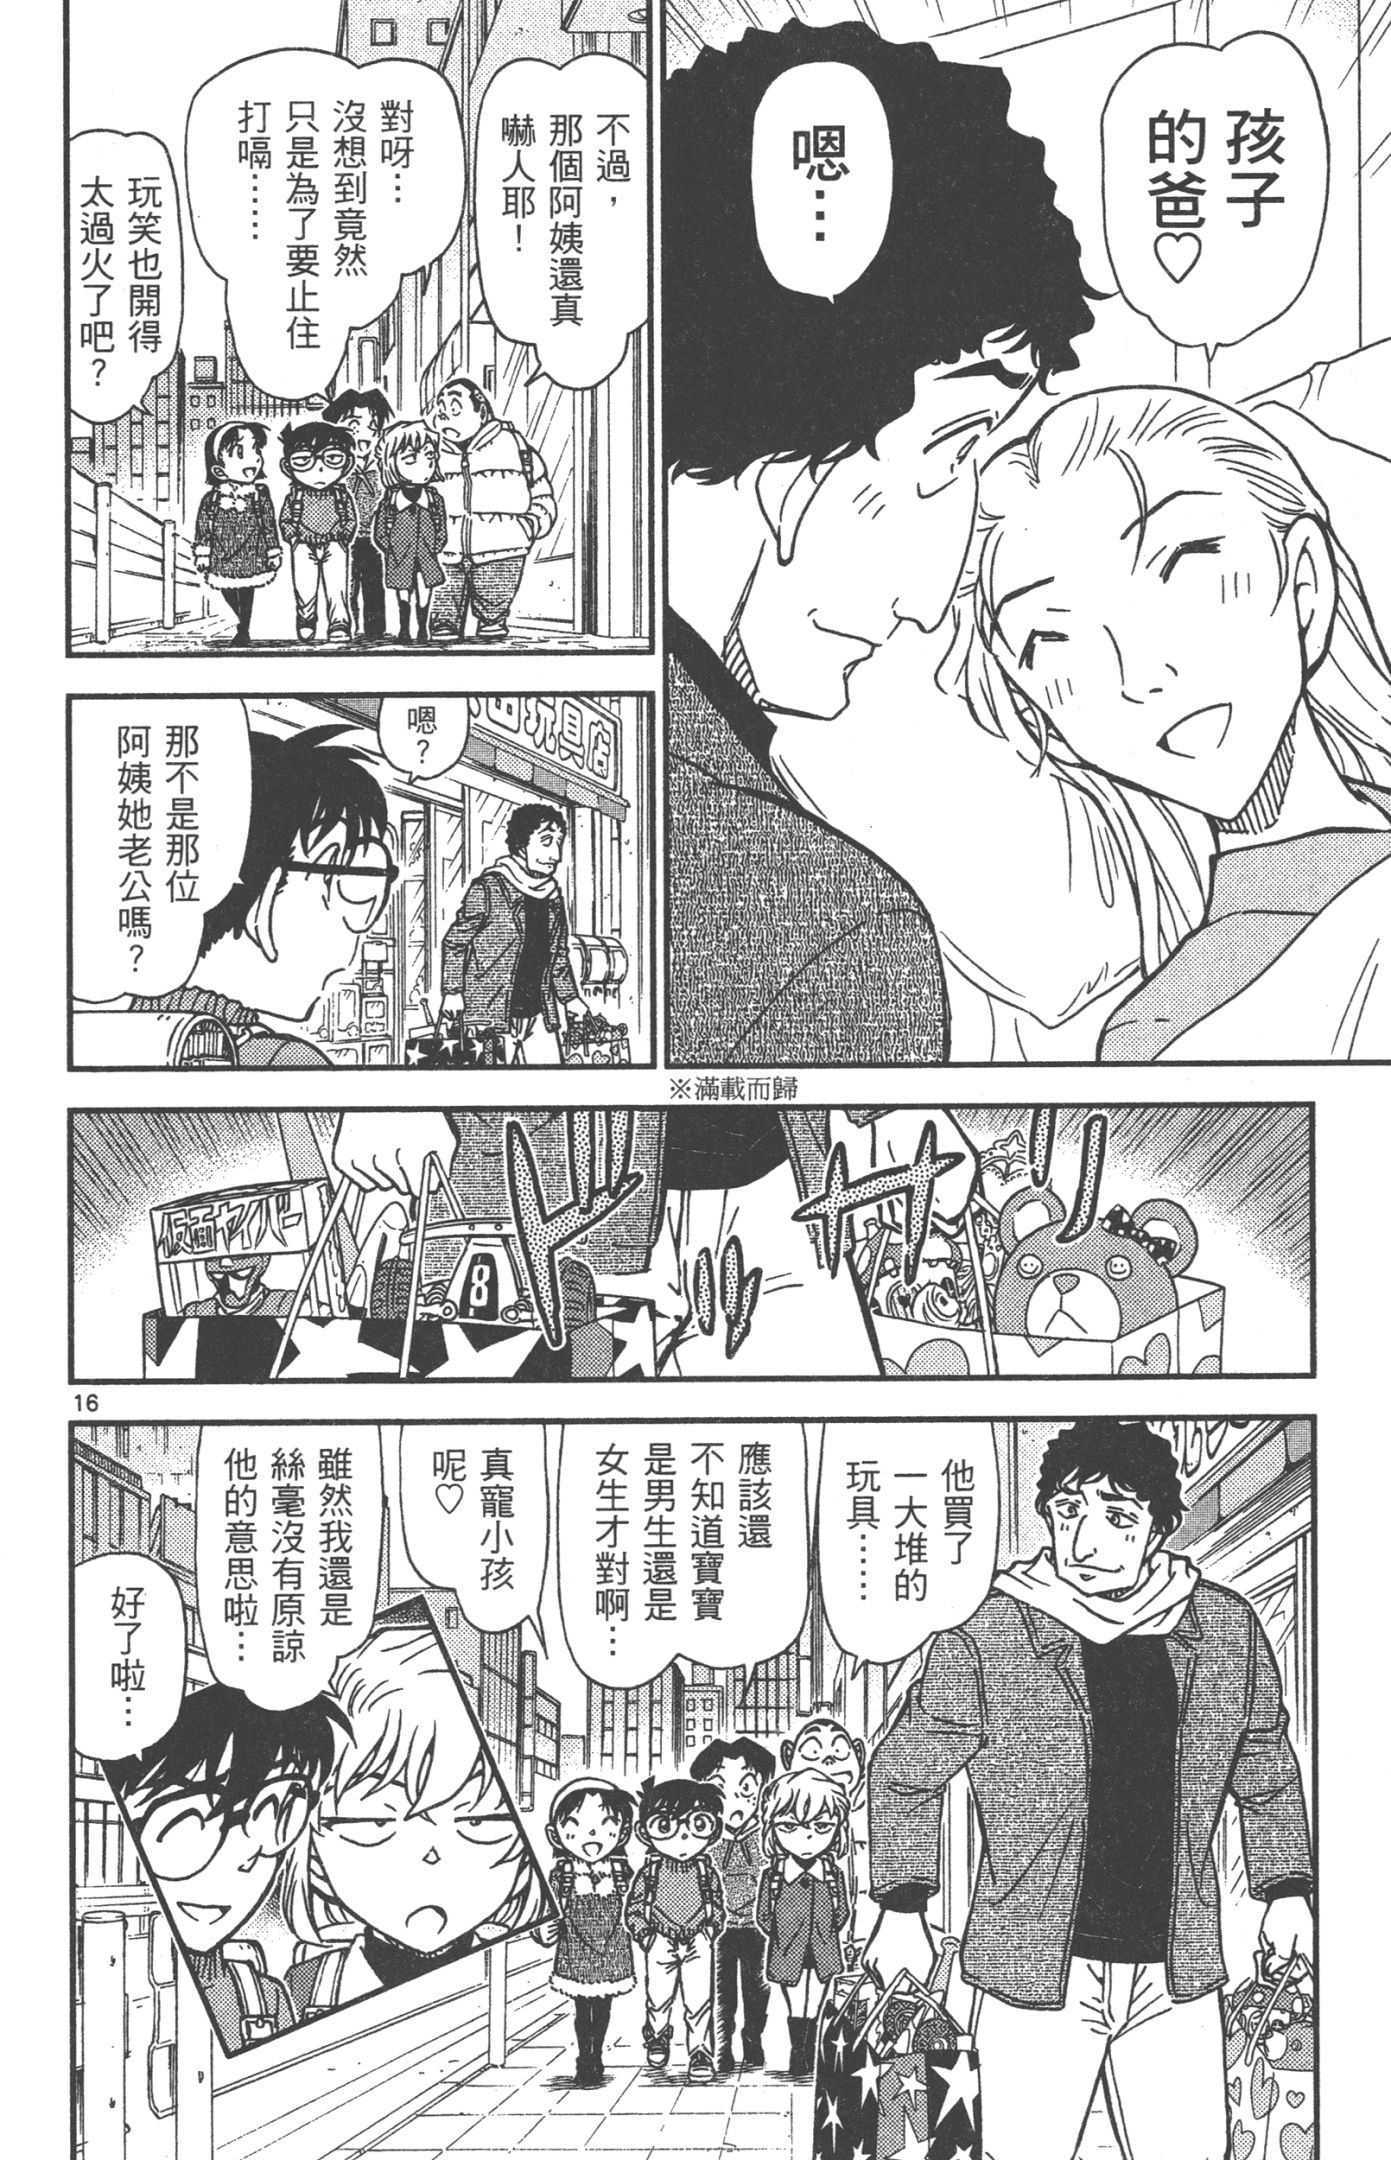 孩子
的爸♡
嗯…
不過，
那個阿姨還真
嚇人耶！
對呀…
沒想到竟然
只是為了要止住
打嗝……
玩笑也開得
太過火了吧？
嗯？
玩具店
那不是那位
阿姨她老公嗎？
※滿載而歸
ドッサリ
仮面ヤイバー
8
16
他買了
一大堆的
玩具……
應該還
不知道寶寶
是男生還是
女生才對啊…
真寵小孩
呢♡
雖然我還是
絲毫沒有原諒
他的意思啦…
好了啦…